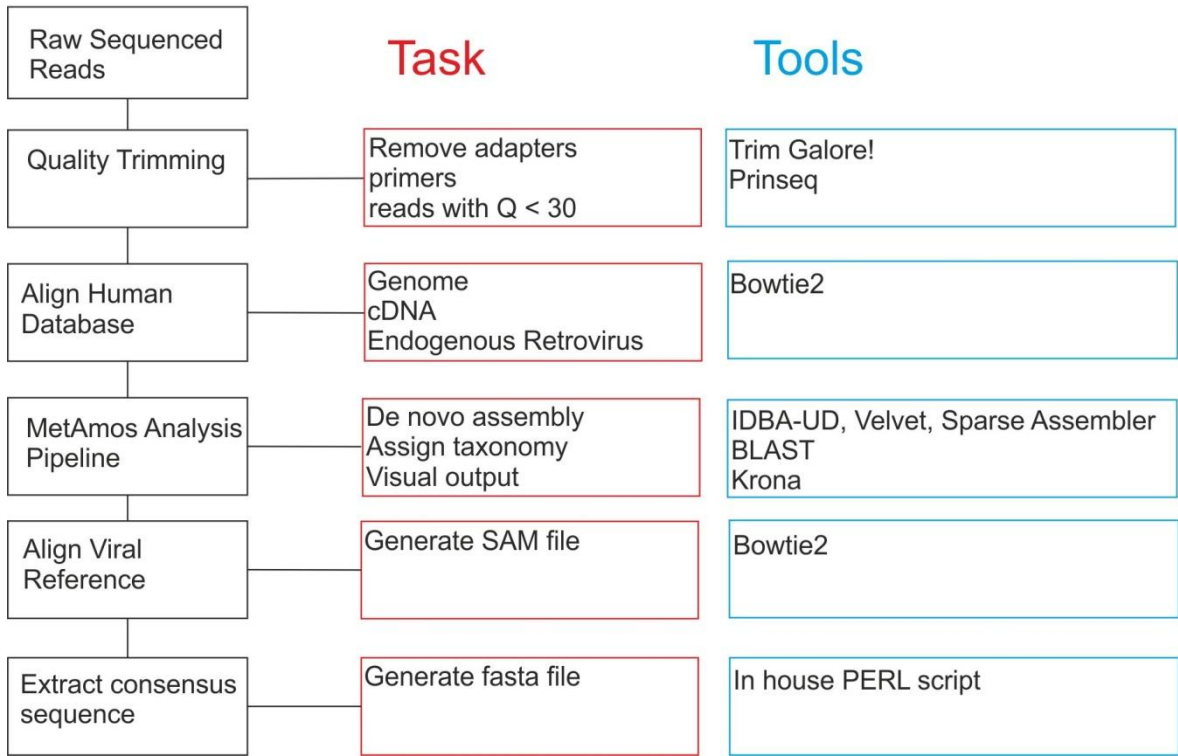 Raw Sequenced
Reads
Task
Tools
Quality Trimming
Remove adapters
primers
reads with Q < 30
Trim Galore!
Prinseq
Align Human
Database
Genome
cDNA
Endogenous Retrovirus
Bowtie2
MetAmos Analysis
Pipeline
De novo assembly
Assign taxonomy
Visual output
IDBA-UD, Velvet, Sparse Assembler
BLAST
Krona
Align Viral
Reference
Generate SAM file
Bowtie2
Extract consensus
sequence
Generate fasta file
In house PERL script